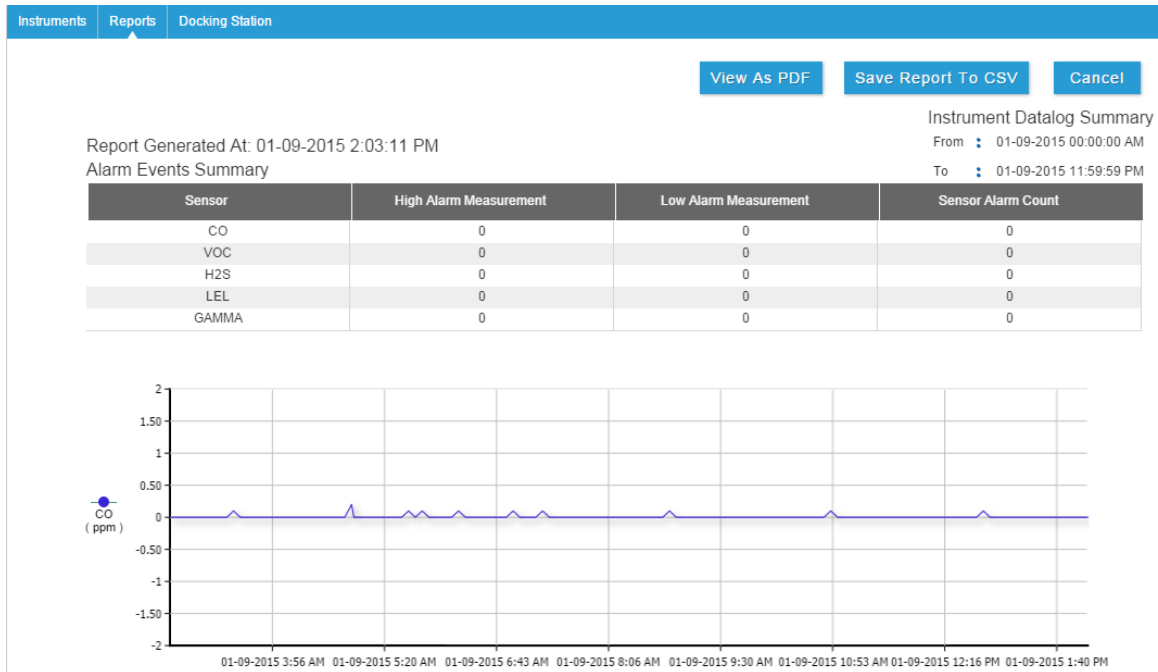 Instruments Reports Docking Station
View As PDF Save Report To CSV Cancel
Instrument Datalog Summary
From : 01-09-2015 00:00:00 AM
Report Generated At: 01-09-2015 2:03:11 PM
Alarm Events Summary
To : 01-09-2015 11:59:59 PM
Sensor High Alarm Measurement Low Alarm Measurement Sensor Alarm Count
CO 0 0 0
VOC 0 0 0
H2S 0 0 0
LEL 0 0 0
GAMMA 0 0 0
2
1.50
1
0.50
CO
( ppm )
0
-0.50
-1
-1.50
-2
01-09-2015 3:56 AM 01-09-2015 5:20 AM 01-09-2015 6:43 AM 01-09-2015 8:06 AM 01-09-2015 9:30 AM 01-09-2015 10:53 AM 01-09-2015 12:16 PM 01-09-2015 1:40 PM